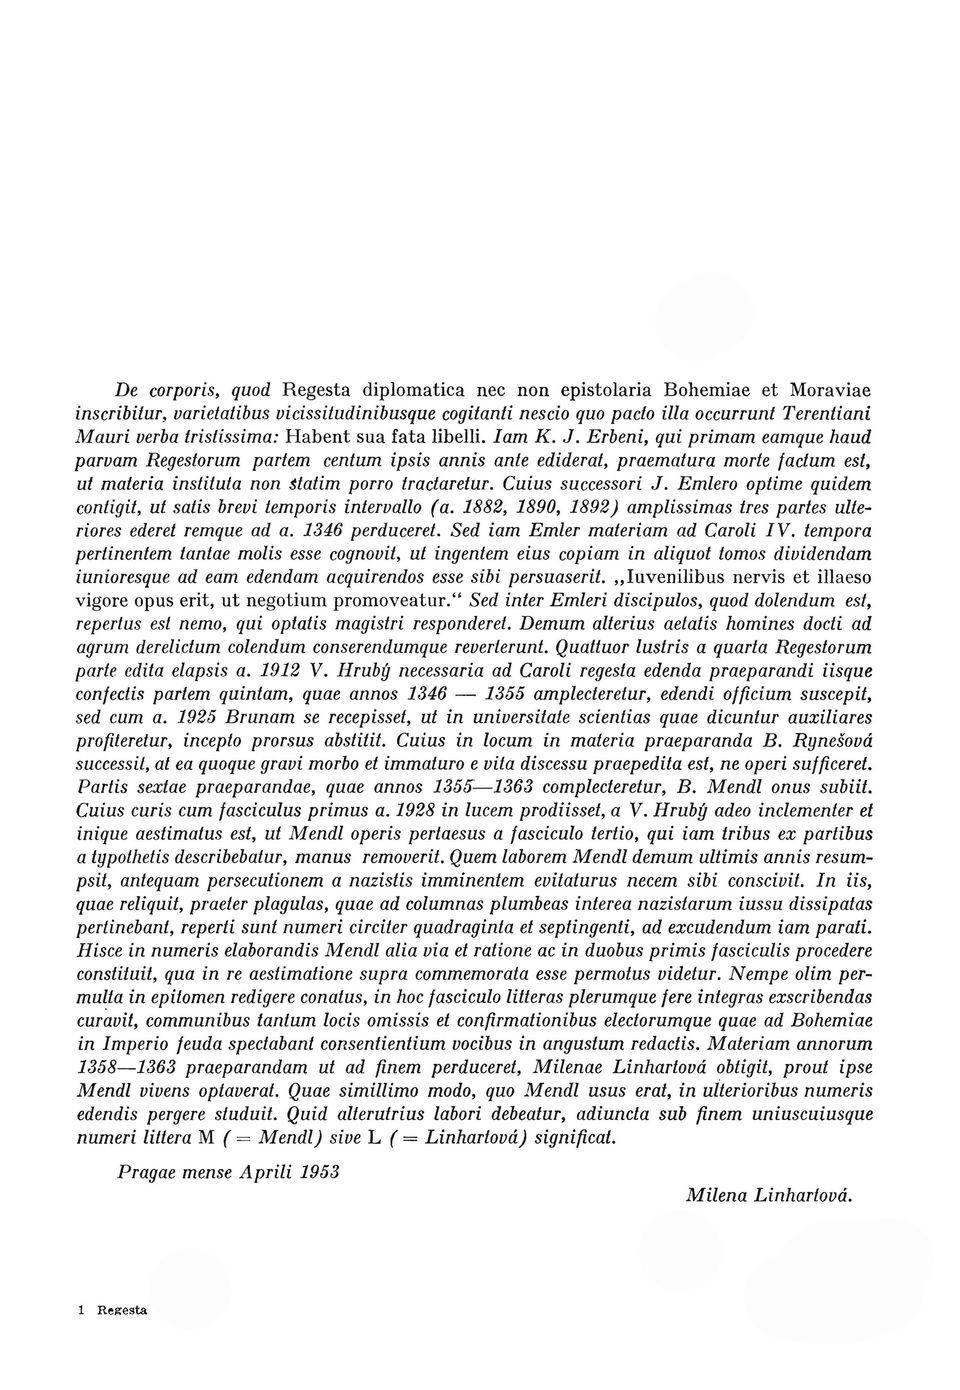 De corporis, quod Regesta diplomatica nec non epistolaria Bohemiae et Moraviae
inscribitur, varietatibus vicissitudinibusque cogitanti nescio quo pacto illa occurrunt Terentiani
Mauri verba tristissima: Habent sua fata libelli. Iam K. J. Erbeni, qui primam eamque haud
parvam Regestorum partem centum ipsis annis ante ediderat, praematura morte factum est,
ut materia instituta non statim porro tractaretur. Cuius successori J. Emlero optime quidem
contigit, ut satis brevi temporis intervallo (a. 1882, 1890, 1892) amplissimas tres partes ulte-
riores ederet remque ad a. 1346 perduceret. Sed iam Emler materiam ad Caroli IV. tempora
pertinentem tantae molis esse cognovit, ut ingentem eius copiam in aliquot tomos dividendam
iunioresque ad eam edendam acquirendos esse sibi persuaserit. „Iuvenilibus nervis et illaeso
vigore opus erit, ut negotium promoveatur.“ Sed inter Emleri discipulos, quod dolendum est,
repertus est nemo, qui optatis magistri responderet. Demum alterius aetatis homines docti ad
agrum derelictum colendum conserendumque reverterunt. Quattuor lustris a quarta Regestorum
parte edita elapsis a. 1912 V. Hrubý necessaria ad Caroli regesta edenda praeparandi iisque
confectis partem quintam, quae annos 1346 — 1355 amplecteretur, edendi officium suscepit,
sed cum a. 1925 Brunam se recepisset, ut in universitate scientias quae dicuntur auxiliares
profiteretur, incepto prorsus abstitit. Cuius in locum in materia praeparanda B. Rynešová
successit, at ea quoque gravi morbo et immaturo e vita discessu praepedita est, ne operi sufficeret.
Partis sextae praeparandae, quae annos 1355—1363 complecteretur, B. Mendl onus subiit.
Cuius curis cum fasciculus primus a. 1928 in lucem prodiisset, a V. Hrubý adeo inclementer et
inique aestimatus est, ut Mendl operis pertaesus a fasciculo tertio, qui iam tribus ex partibus
a typothetis describebatur, manus removerit. Quem laborem Mendl demum ultimis annis resum-
psit, antequam persecutionem a nazistis imminentem evitaturus necem sibi conscivit. In iis,
quae reliquit, praeter plagulas, quae ad columnas plumbeas interea nazistarum iussu dissipatas
pertinebant, reperti sunt numeri circiter quadraginta et septingenti, ad excudendum iam parati.
Hisce in numeris elaborandis Mendl alia via et ratione ac in duobus primis fasciculis procedere
constituit, qua in re aestimatione supra commemorata esse permotus videtur. Nempe olim per-
multa in epitomen redigere conatus, in hoc fasciculo litteras plerumque fere integras exscribendas
curavit, communibus tantum locis omissis et confirmationibus electorumque quae ad Bohemiae
in Imperio feuda spectabant consentientium vocibus in angustum redactis. Materiam annorum
1358—1363 praeparandam ut ad finem perduceret, Milenae Linhartová obtigit, prout ipse
Mendl vivens optaverat. Quae simillimo modo, quo Mendl usus erat, in ulterioribus numeris
edendis pergere studuit. Quid alterutrius labori debeatur, adiuncta sub finem uniuscuiusque
numeri littera M (= Mendl) sive L (= Linhartová) significat.
Pragae mense Aprili 1953
Milena Linhartová.
1 Regesta